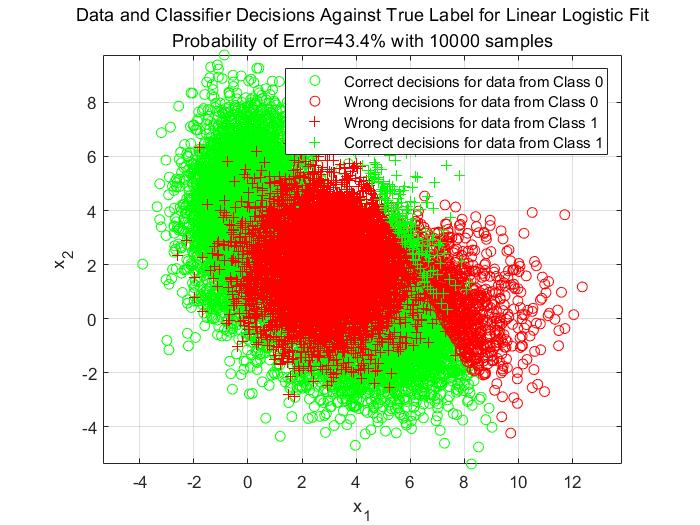 Data and Classifier Decisions Against True Label for Linear Logistic Fit
Probability of Error=43.4% with 10000 samples
Correct decisions for data from Class 0
Wrong decisions for data from Class 0
Wrong decisions for data from Class 1
Correct decisions for data from Class 1
8
6
4
2
0
-2
-4
x2
-4 -2 0 2 4 6 8 10 12
x1